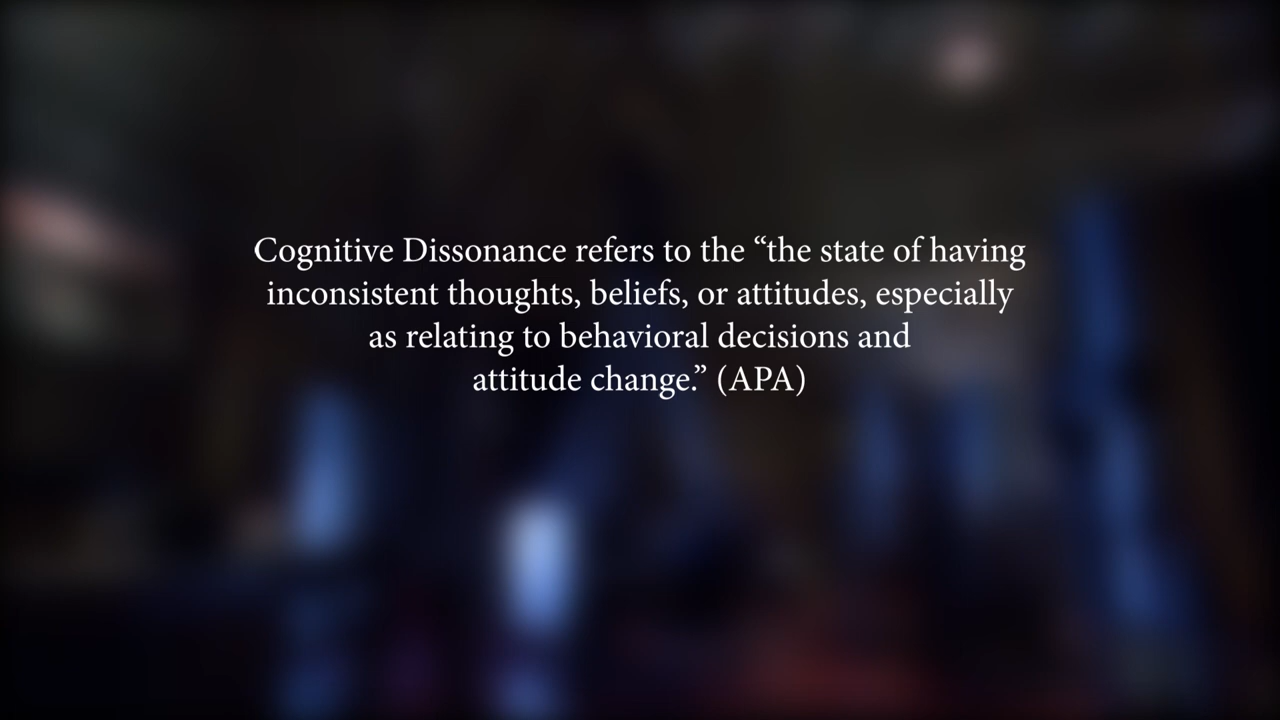 Cognitive Dissonance refers to the “the state of having
inconsistent thoughts, beliefs, or attitudes, especially
as relating to behavioral decisions and
attitude change.” (APA)